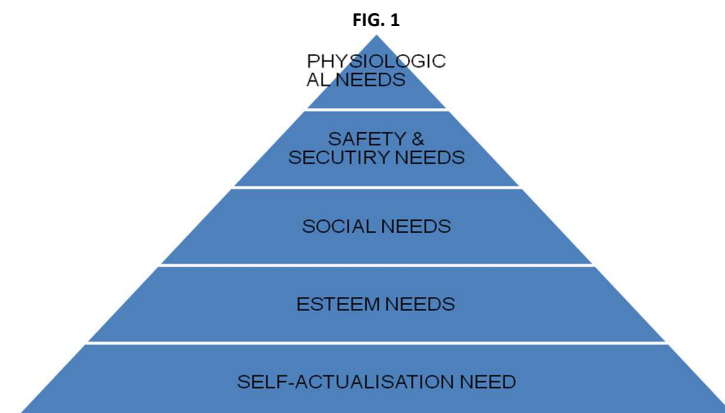 FIG. 1
PHYSIOLOGIC
AL NEEDS
SAFETY &
SECUTIRY NEEDS
SOCIAL NEEDS
ESTEEM NEEDS
SELF-ACTUALISATION NEED